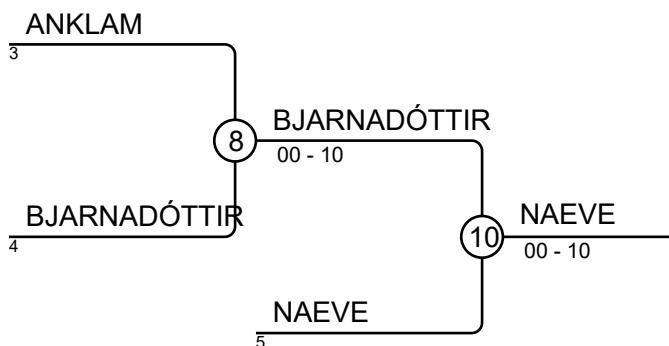 ANKLAM
3
8
BJARNADÓTTIR
00 - 10
BJARNADÓTTIR
4
10
NAEVE
00 - 10
NAEVE
5